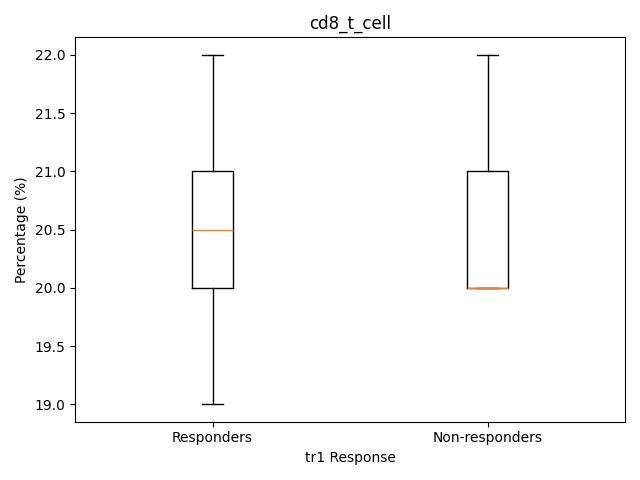 cd8_t_cell
Percentage (%)
22.0
21.5
21.0
20.5
20.0
19.5
19.0
Responders Non-responders
tr1 Response